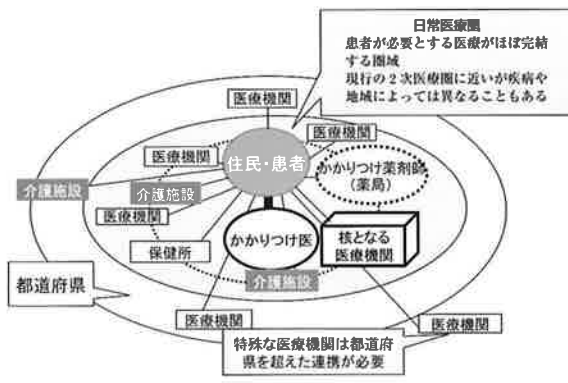 日常医療圏
患者が必要とする医療がほぼ完結
する圏域
現行の2次医療圏に近いが疾病や
地域によっては異なることもある
医療機関
医療機関
医療機関
住民・患者
かかりつけ薬剤師
(薬局)
介護施設
介護施設
医療機関
保健所
かかりつけ医
核となる
医療機関
介護施設
都道府県
医療機関
医療機関
特殊な医療機関は都道府
県を超えた連携が必要